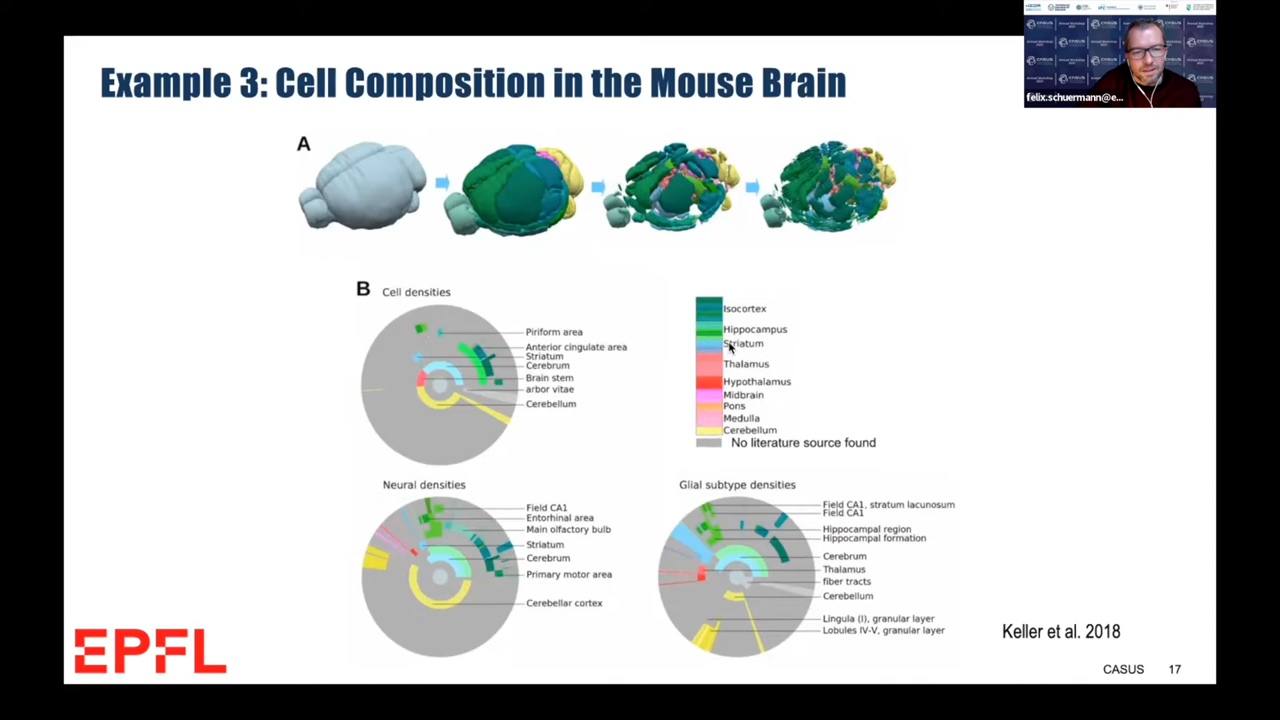 Example 3: Cell Composition in the Mouse Brain
felix.schuermann@e...
A
B
Cell densities
Piriform area
Anterior cingulate area
Striatum
Cerebrum
Brain stem
arbor vitae
Cerebellum
Isocortex
Hippocampus
Striatum
Thalamus
Hypothalamus
Midbrain
Pons
Medulla
Cerebellum
No literature source found
Neural densities
Field CA1
Entorhinal area
Main olfactory bulb
Striatum
Cerebrum
Primary motor area
Cerebellar cortex
Glial subtype densities
Field CA1, stratum lacunosum
Field CA1
Hippocampal region
Hippocampal formation
Cerebrum
Thalamus
fiber tracts
Cerebellum
Lingula (I), granular layer
Lobules IV-V, granular layer
Keller et al. 2018
EPFL
CASUS 17